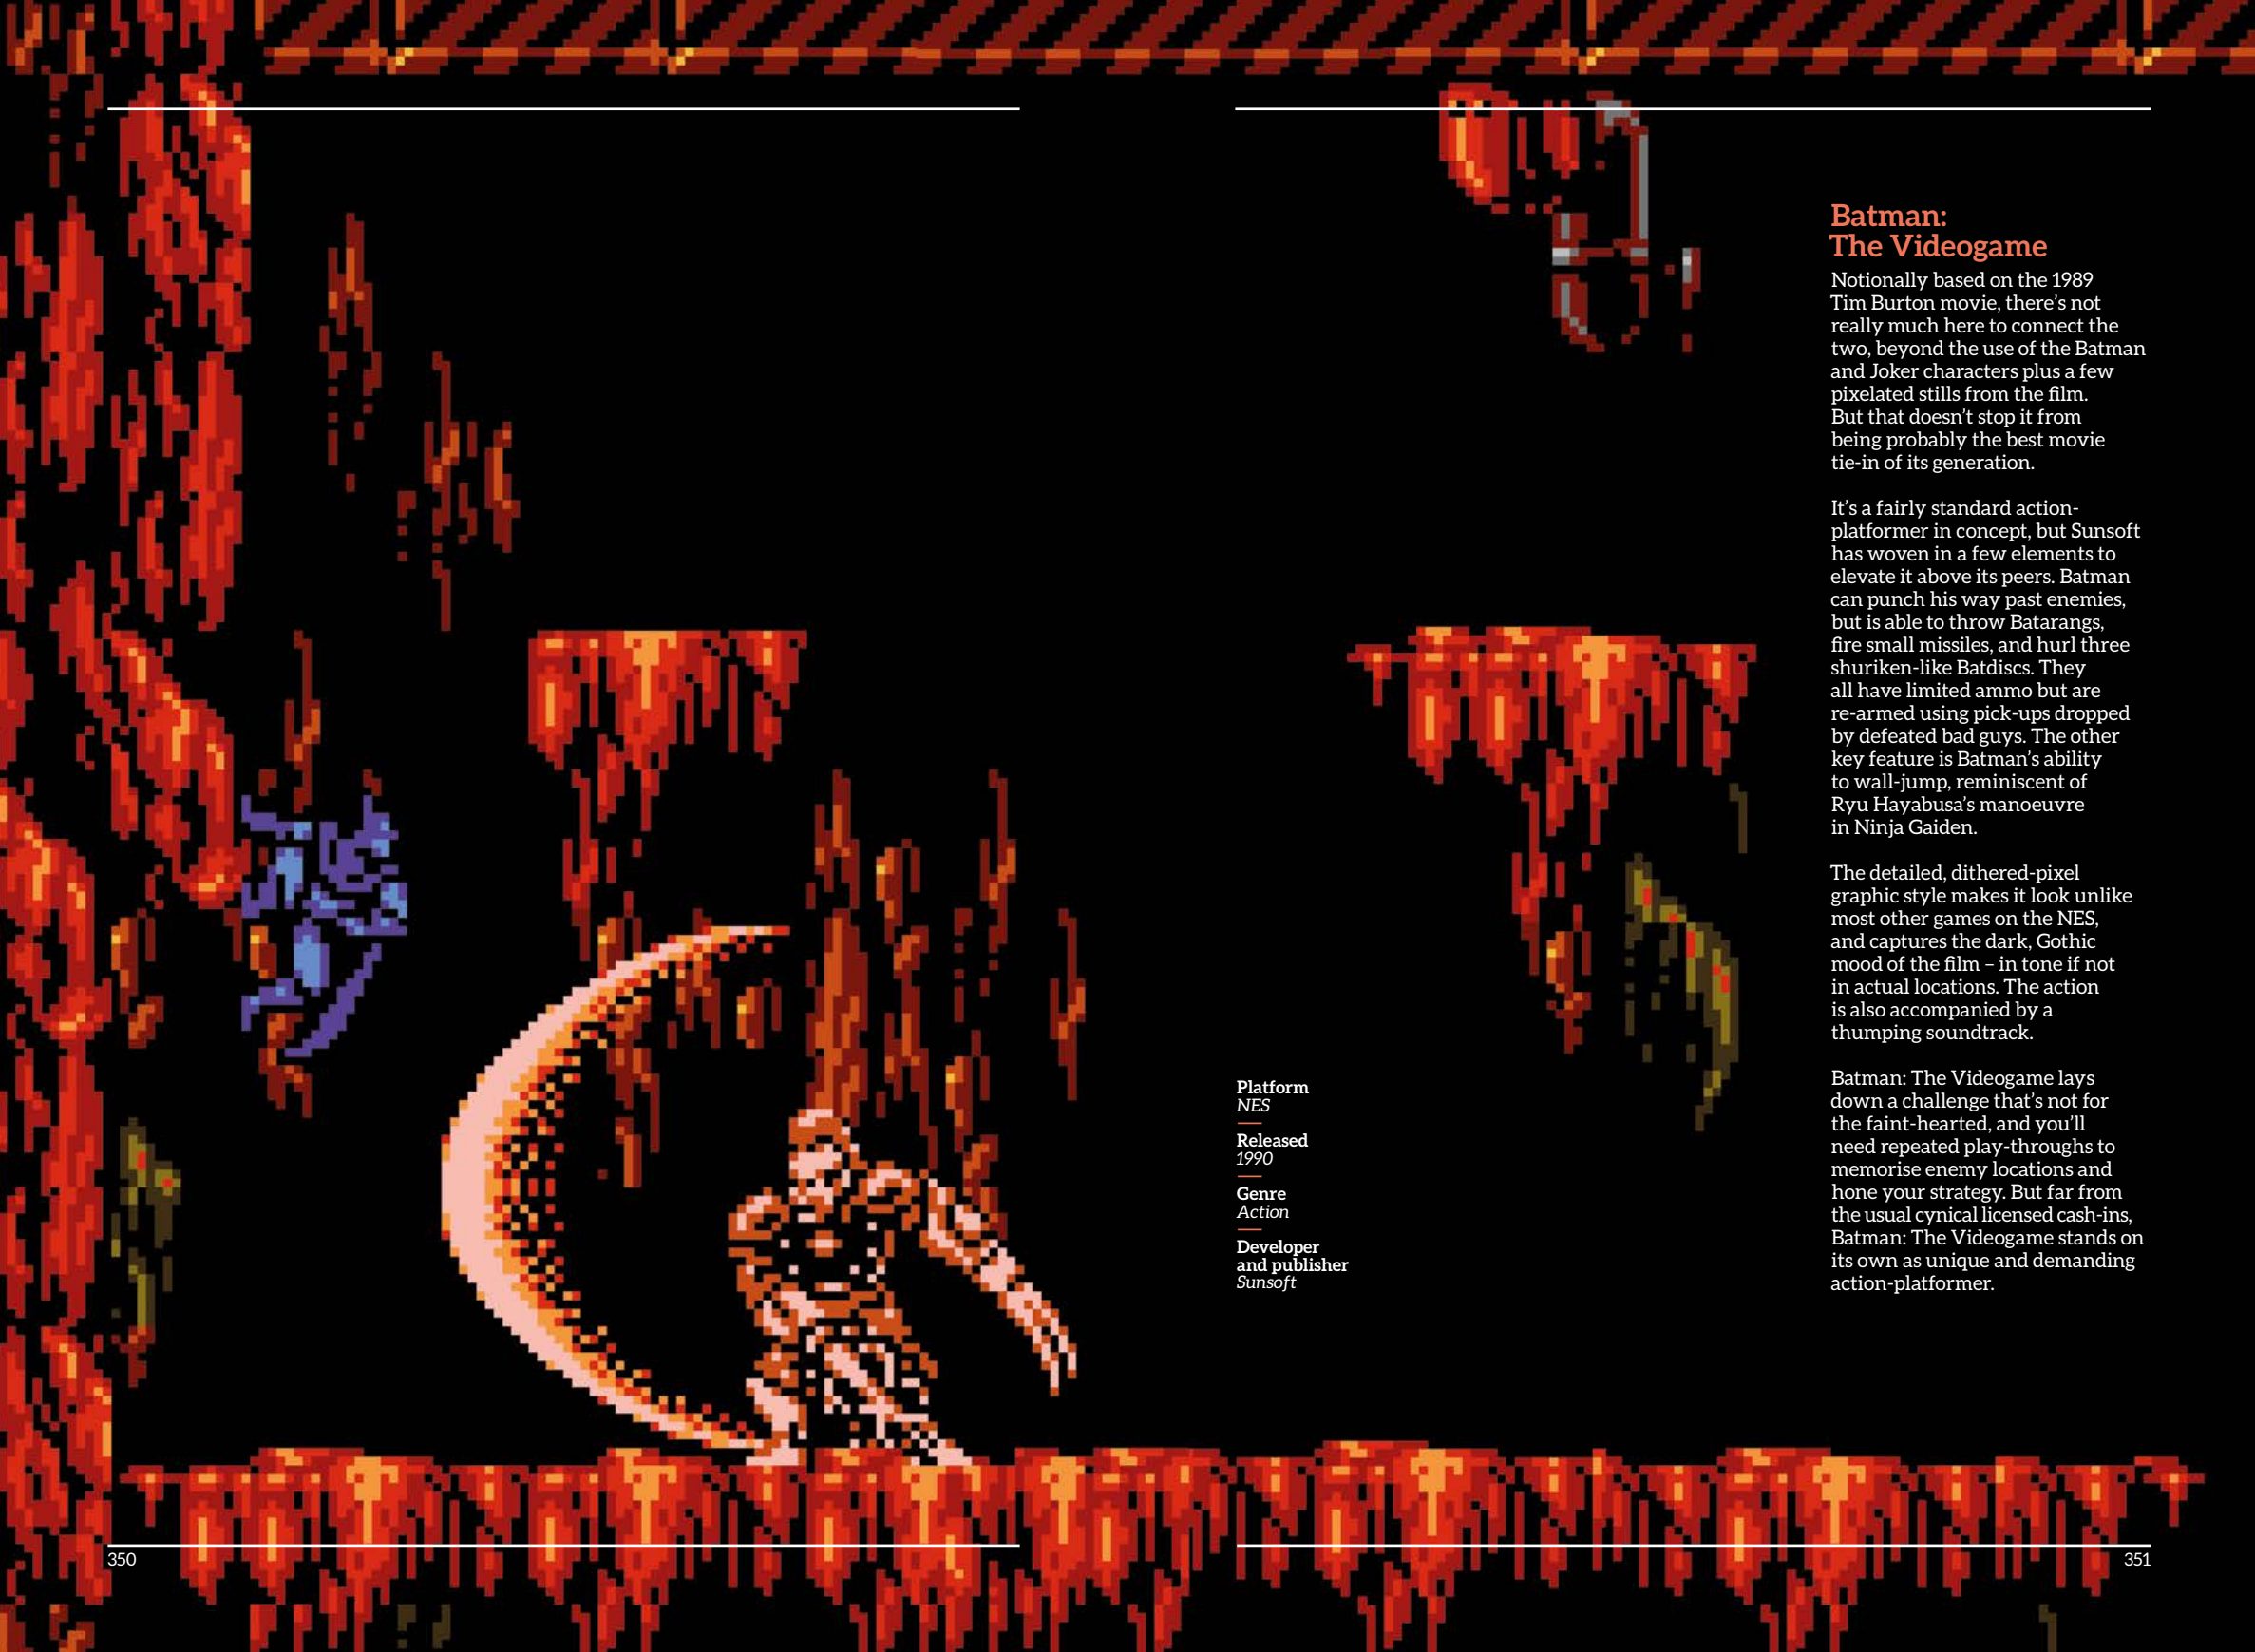 Batman:
The Videogame
Notionally based on the 1989
Tim Burton movie, there's not
really much here to connect the
two, beyond the use of the Batman
and Joker characters plus a few
pixelated stills from the film.
But that doesn't stop it from
being probably the best movie
tie-in of its generation.
It's a fairly standard action-
platformer in concept, but Sunsoft
has woven in a few elements to
elevate it above its peers. Batman
can punch his way past enemies,
but is able to throw Batarangs,
fire small missiles, and hurl three
shuriken-like Batdiscs. They
all have limited ammo but are
re-armed using pick-ups dropped
by defeated bad guys. The other
key feature is Batman's ability
to wall-jump, reminiscent of
Ryu Hayabusa's manoeuvre
in Ninja Gaiden.
The detailed, dithered-pixel
graphic style makes it look unlike
most other games on the NES,
and captures the dark, Gothic
mood of the film – in tone if not
in actual locations. The action
is also accompanied by a
thumping soundtrack.
Batman: The Videogame lays
down a challenge that's not for
the faint-hearted, and you'll
need repeated play-throughs to
memorise enemy locations and
hone your strategy. But far from
the usual cynical licensed cash-ins,
Batman: The Videogame stands on
its own as unique and demanding
action-platformer.
Platform
NES
Released
1990
Genre
Action
Developer
and publisher
Sunsoft
350
351